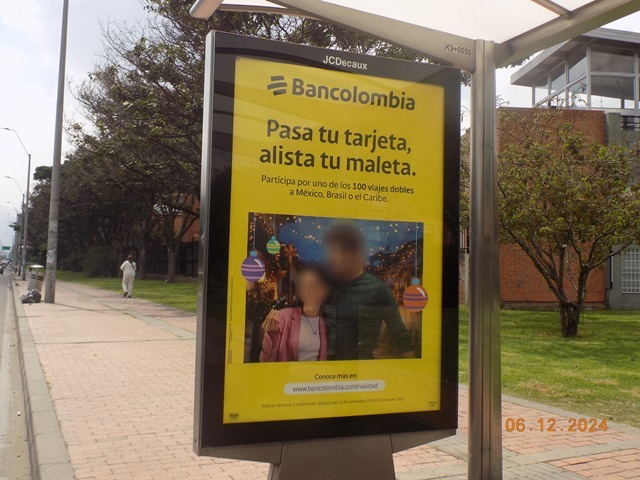 K9+0050
JCDecaux
Bancolombia
Pasa tu tarjeta,
alista tu maleta.
Participa por uno de los 100 viajes dobles
a México, Brasil o el Caribe.
Conoce más en:
www.bancolombia.com/navidad
06.12.2024